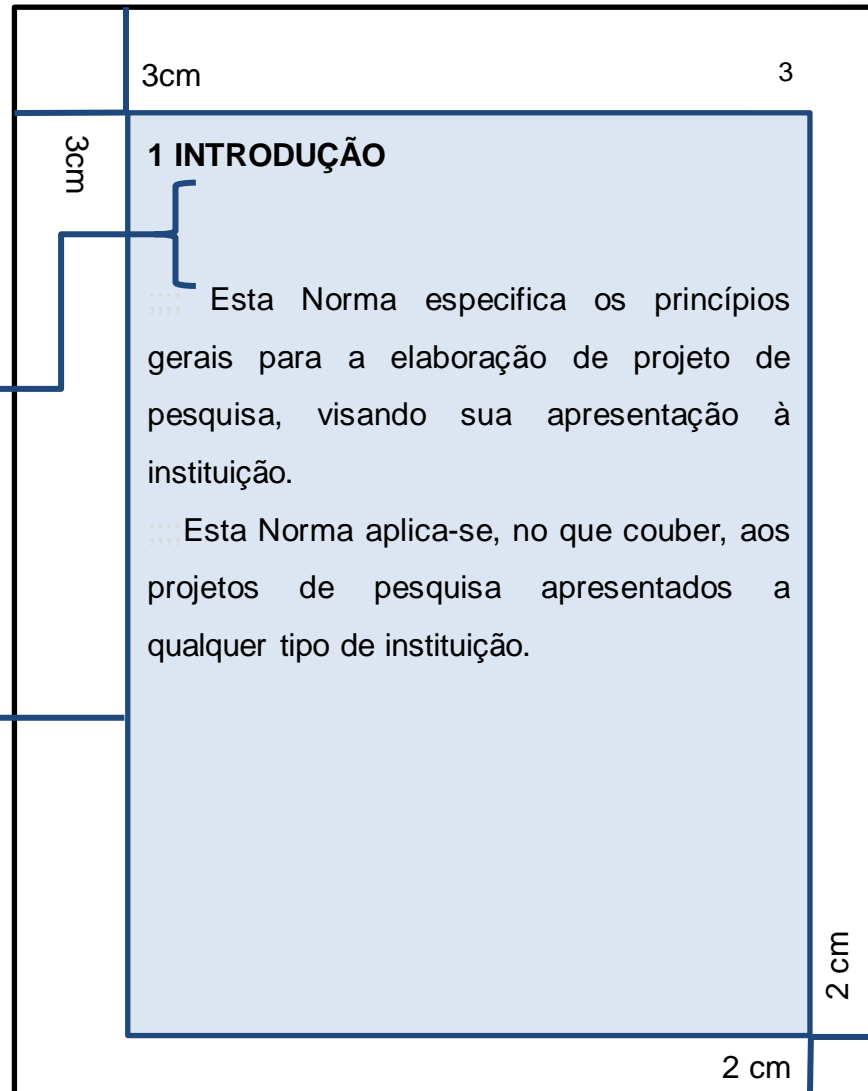 3cm
3
3cm
1 INTRODUÇÃO
;;;; Esta Norma especifica os princípios
gerais para a elaboração de projeto de
pesquisa, visando sua apresentação à
instituição.
;;;;Esta Norma aplica-se, no que couber, aos
projetos de pesquisa apresentados a
qualquer tipo de instituição.
2 cm
2 cm